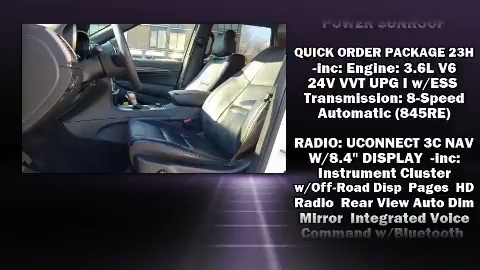 POWER SUNROOF
QUICK ORDER PACKAGE 23H
-inc: Engine: 3.6L V6
24V VVT UPG I w/ESS
Transmission: 8-Speed
Automatic (845RE)
RADIO: UCONNECT 3C NAV
W/8.4" DISPLAY -inc:
Instrument Cluster
w/Off-Road Disp Pages HD
Radio Rear View Auto Dim
Mirror Integrated Voice
Command w/Bluetooth